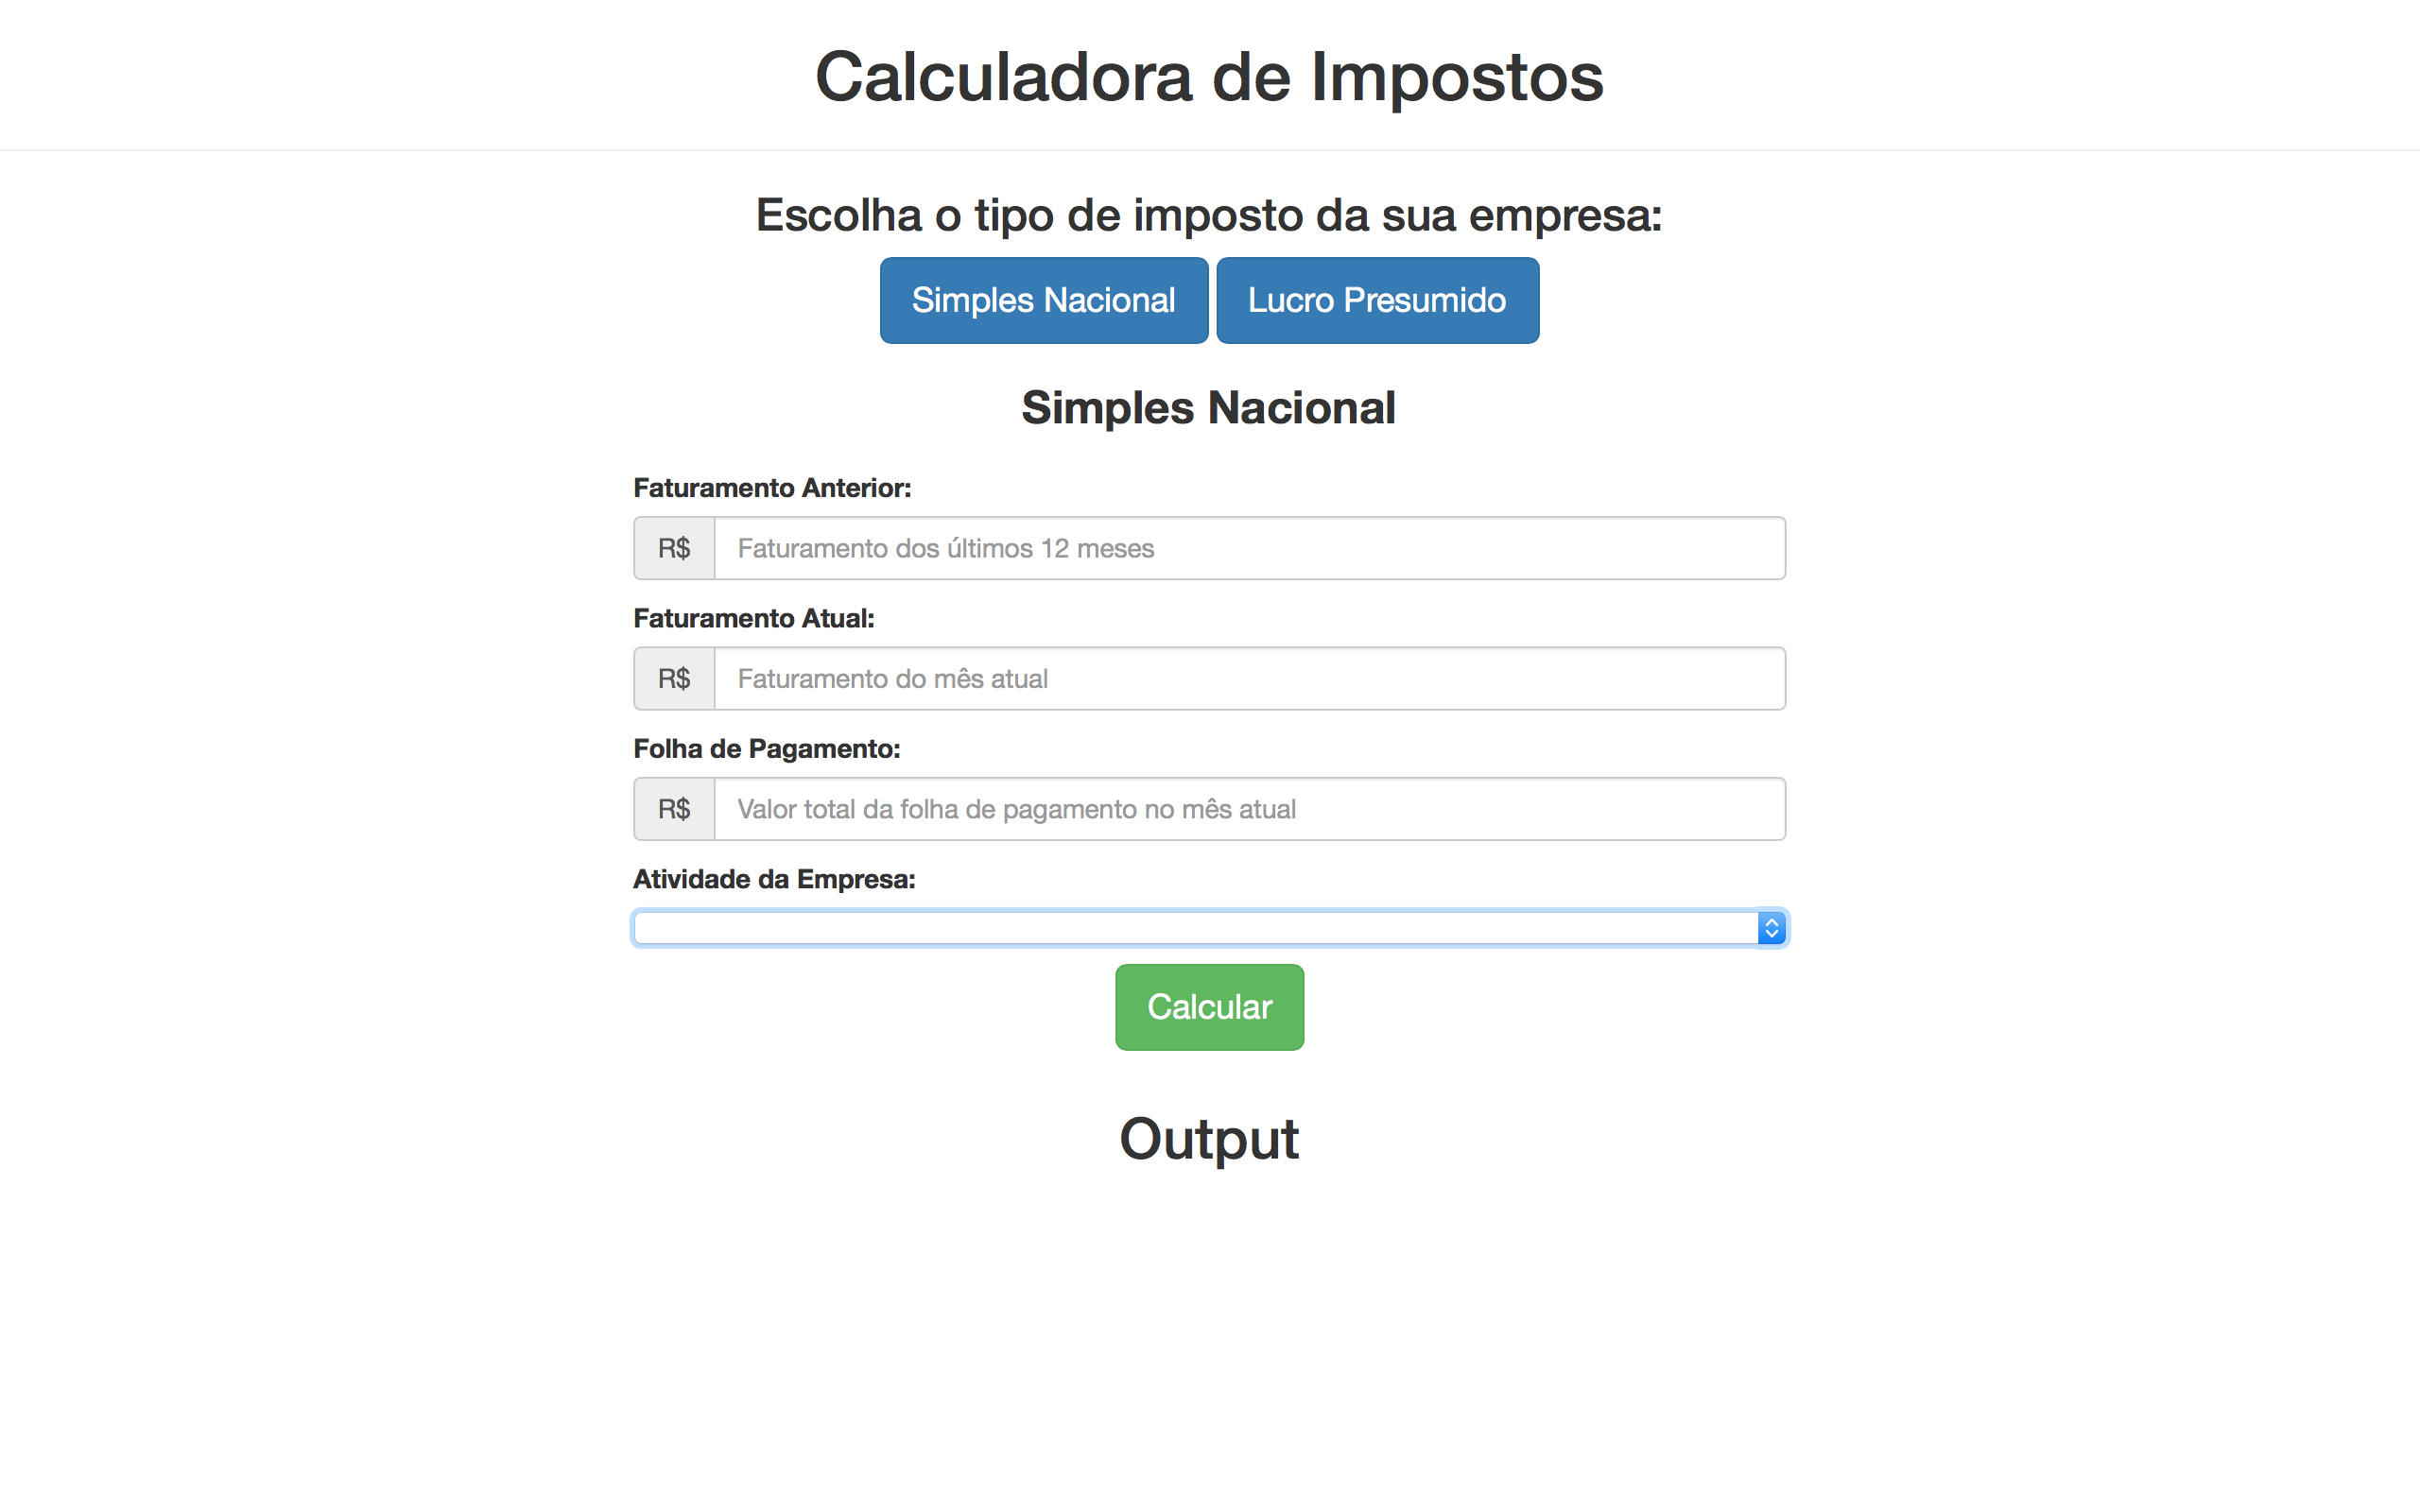 Calculadora de Impostos
Escolha o tipo de imposto da sua empresa:
Simples Nacional Lucro Presumido
Simples Nacional
Faturamento Anterior:
R$ Faturamento dos últimos 12 meses
Faturamento Atual:
R$ Faturamento do mês atual
Folha de Pagamento:
R$ Valor total da folha de pagamento no mês atual
Atividade da Empresa:
Calcular
Output